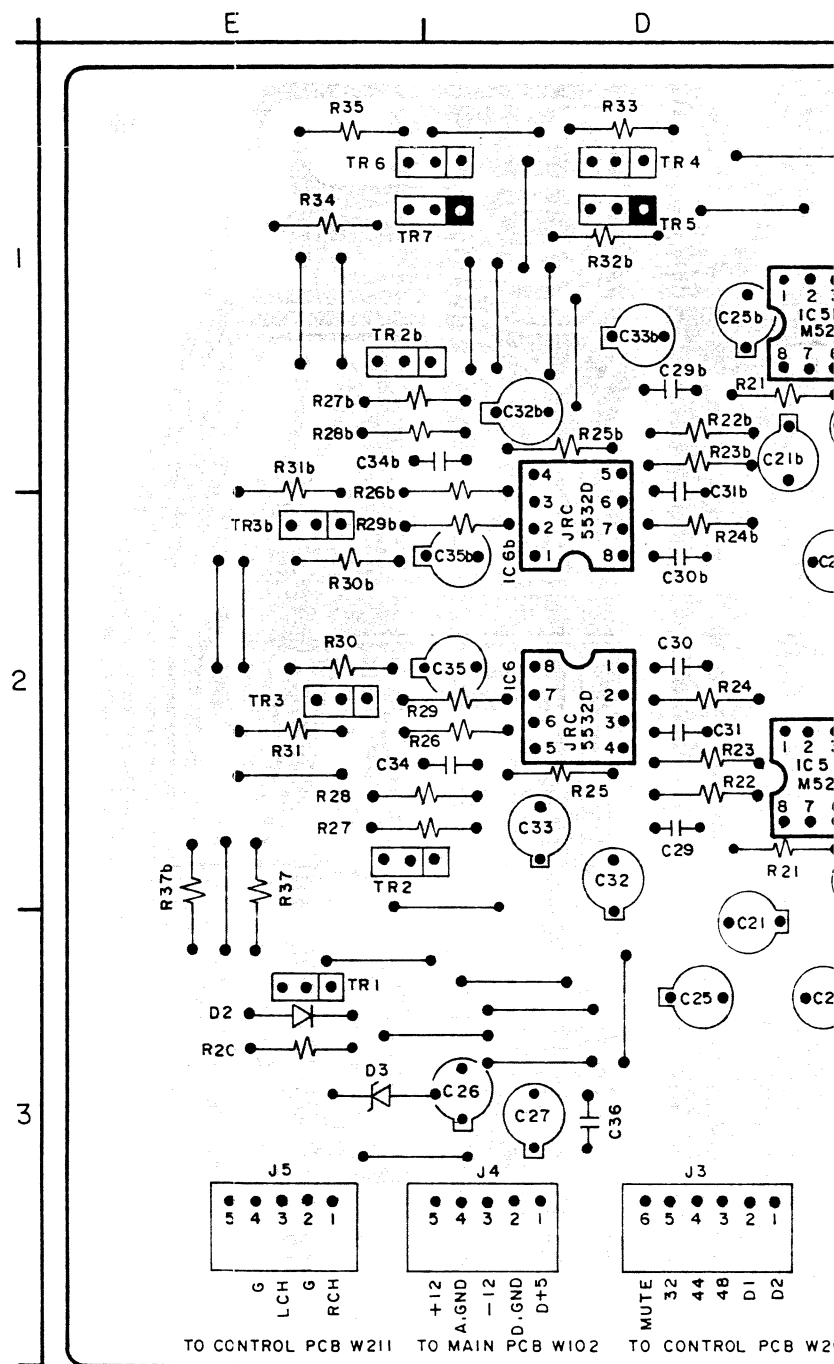 E D
R35 R33
TR6 TR4
R34
TR7 TR5
R32b
1
C25b
1 2 3
IC5
M52
8 7
TR2b C33b
C29b
R21
R27b C32b
R28b R25b R22b
C34b R23b C21b
R31b R26b
4 3 2 1
JRC
5532D
5 6 7 8
C31b
TR3b R29b R24b
C35b IC6b
R30b C30b
2
R30 C35 IC6
8 7 6 5
JRC
5532D
1 2 3 4
C30
TR3 R29 R24
R31 R26 C31
C34 R23
1 2 3
IC5
M52
8 7
R28 R25 R22
R27 C33 C29
R21
TR2 C32
R37b R37
C21
TR1 C25
D2
R20
D3
C26 C27 C36
3
J5 J4 J3
5 4 3 2 1
5 4 3 2 1
6 5 4 3 2 1
G LCH G RCH
+12 A.GND -12 D.GND D+5
MUTE 32 44 48 D1 D2
TO CONTROL PCB W211 TO MAIN PCB W102 TO CONTROL PCB